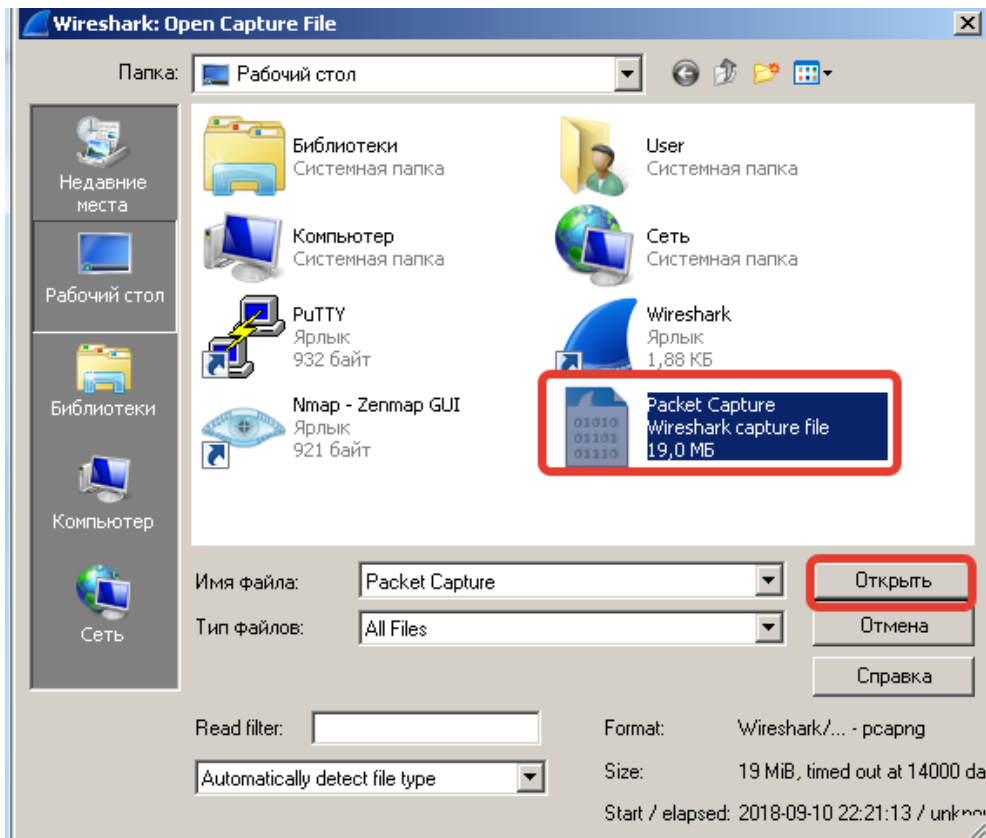 Wireshark: Open Capture File
Папка:
Рабочий стол
Недавние
места
Рабочий стол
Библиотеки
Компьютер
Сеть
Библиотеки
Системная папка
User
Системная папка
Компьютер
Системная папка
Сеть
Системная папка
PuTTY
Ярлык
932 байт
Wireshark
Ярлык
1,88 КБ
Nmap - Zenmap GUI
Ярлык
921 байт
01010
01101
01110
Packet Capture
Wireshark capture file
19,0 МБ
Имя файла:
Packet Capture
Открыть
Тип файлов:
All Files
Отмена
Справка
Read filter:
Automatically detect file type
Format: Wireshark/... - pcapng
Size: 19 MiB, timed out at 14000 da
Start / elapsed: 2018-09-10 22:21:13 /